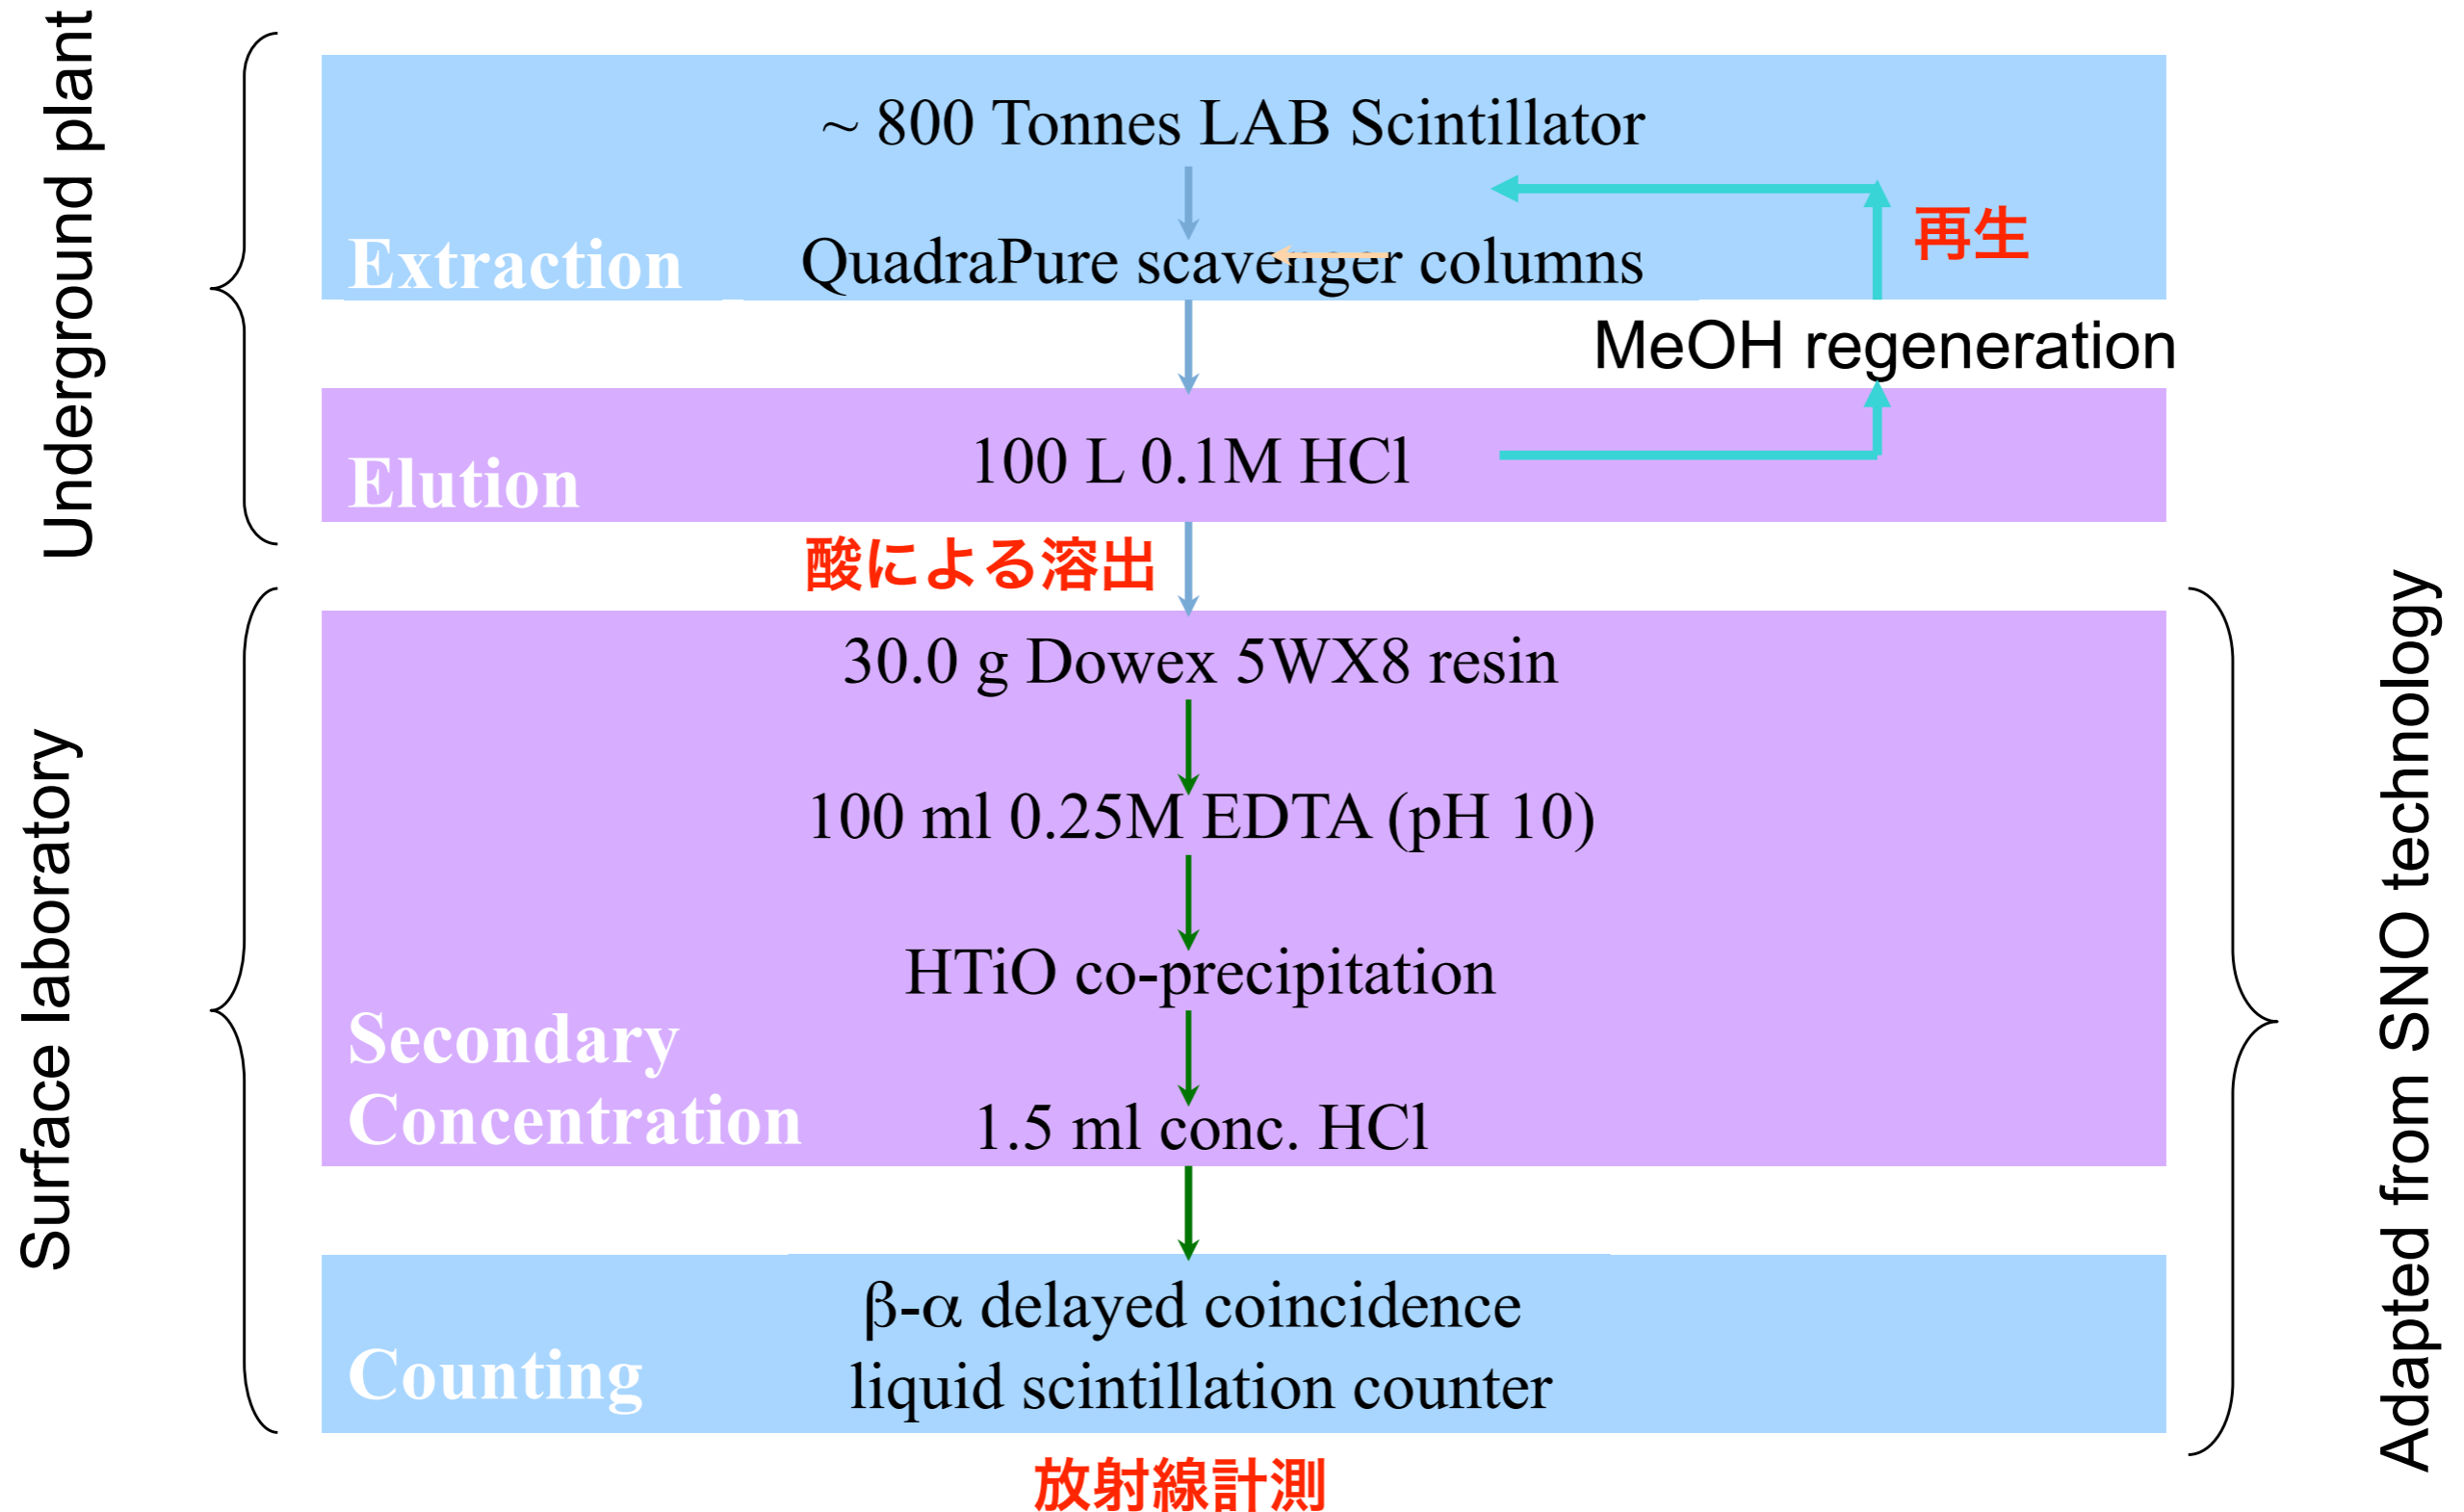 Underground plant
~ 800 Tonnes LAB Scintillator
再生
Extraction
QuadraPure scavenger columns
MeOH regeneration
Elution
100 L 0.1M HCl
酸による溶出
Surface laboratory
30.0 g Dowex 5WX8 resin
100 ml 0.25M EDTA (pH 10)
HTiO co-precipitation
Secondary
Concentration
1.5 ml conc. HCl
Adapted from SNO technology
β-α delayed coincidence
Counting
liquid scintillation counter
放射線計測